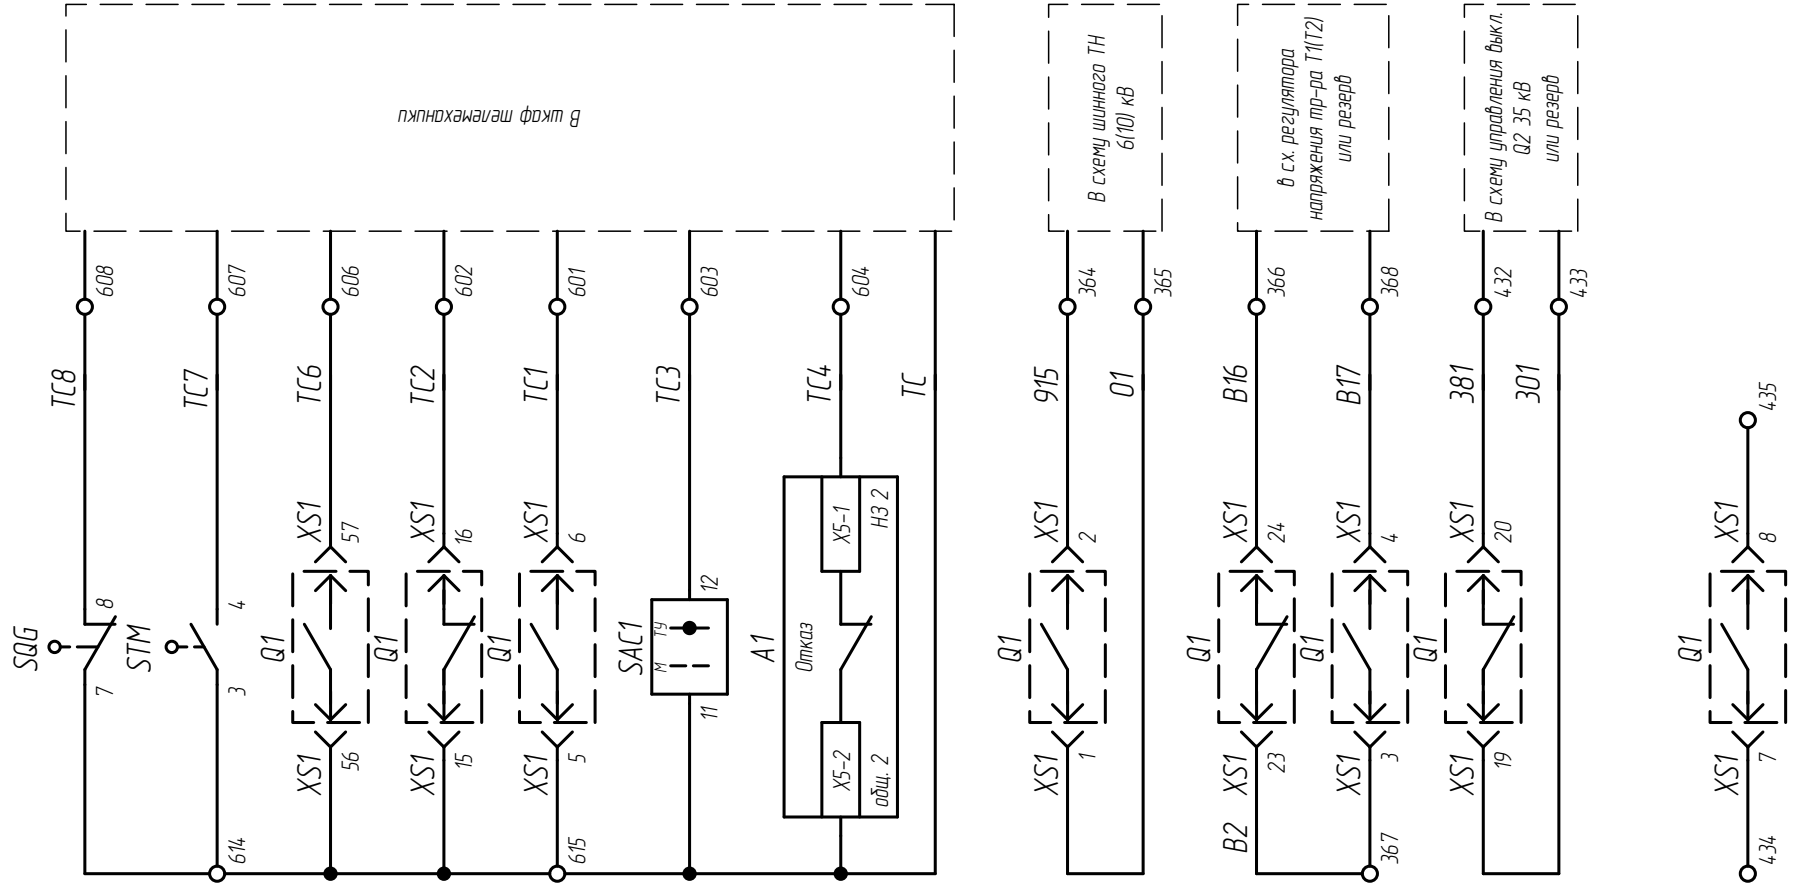 В шкаф телемеханики
В схему шинного ТН
6(10) кВ
в сх. регулятора
напряжения тр-ра Т1(Т2)
или резерв
В схему управления выкл.
Q2 35 кВ
или резерв
608
607
606
602
601
603
604
364
365
366
368
432
433
ТС8
ТС7
ТС6
ТС2
ТС1
ТС3
ТС4
ТС
915
01
В16
В17
381
301
435
XS1
57
XS1
16
XS1
6
X5-1
НЗ 2
XS1
2
XS1
24
XS1
4
XS1
20
XS1
8
SQG
8
7
STM
4
3
Q1
Q1
Q1
SAC1
12
11
М
ТУ
А1
Отказ
Q1
Q1
Q1
Q1
Q1
XS1
56
XS1
15
XS1
5
X5-2
общ. 2
XS1
1
В2
XS1
23
XS1
3
XS1
19
XS1
7
614
615
367
434